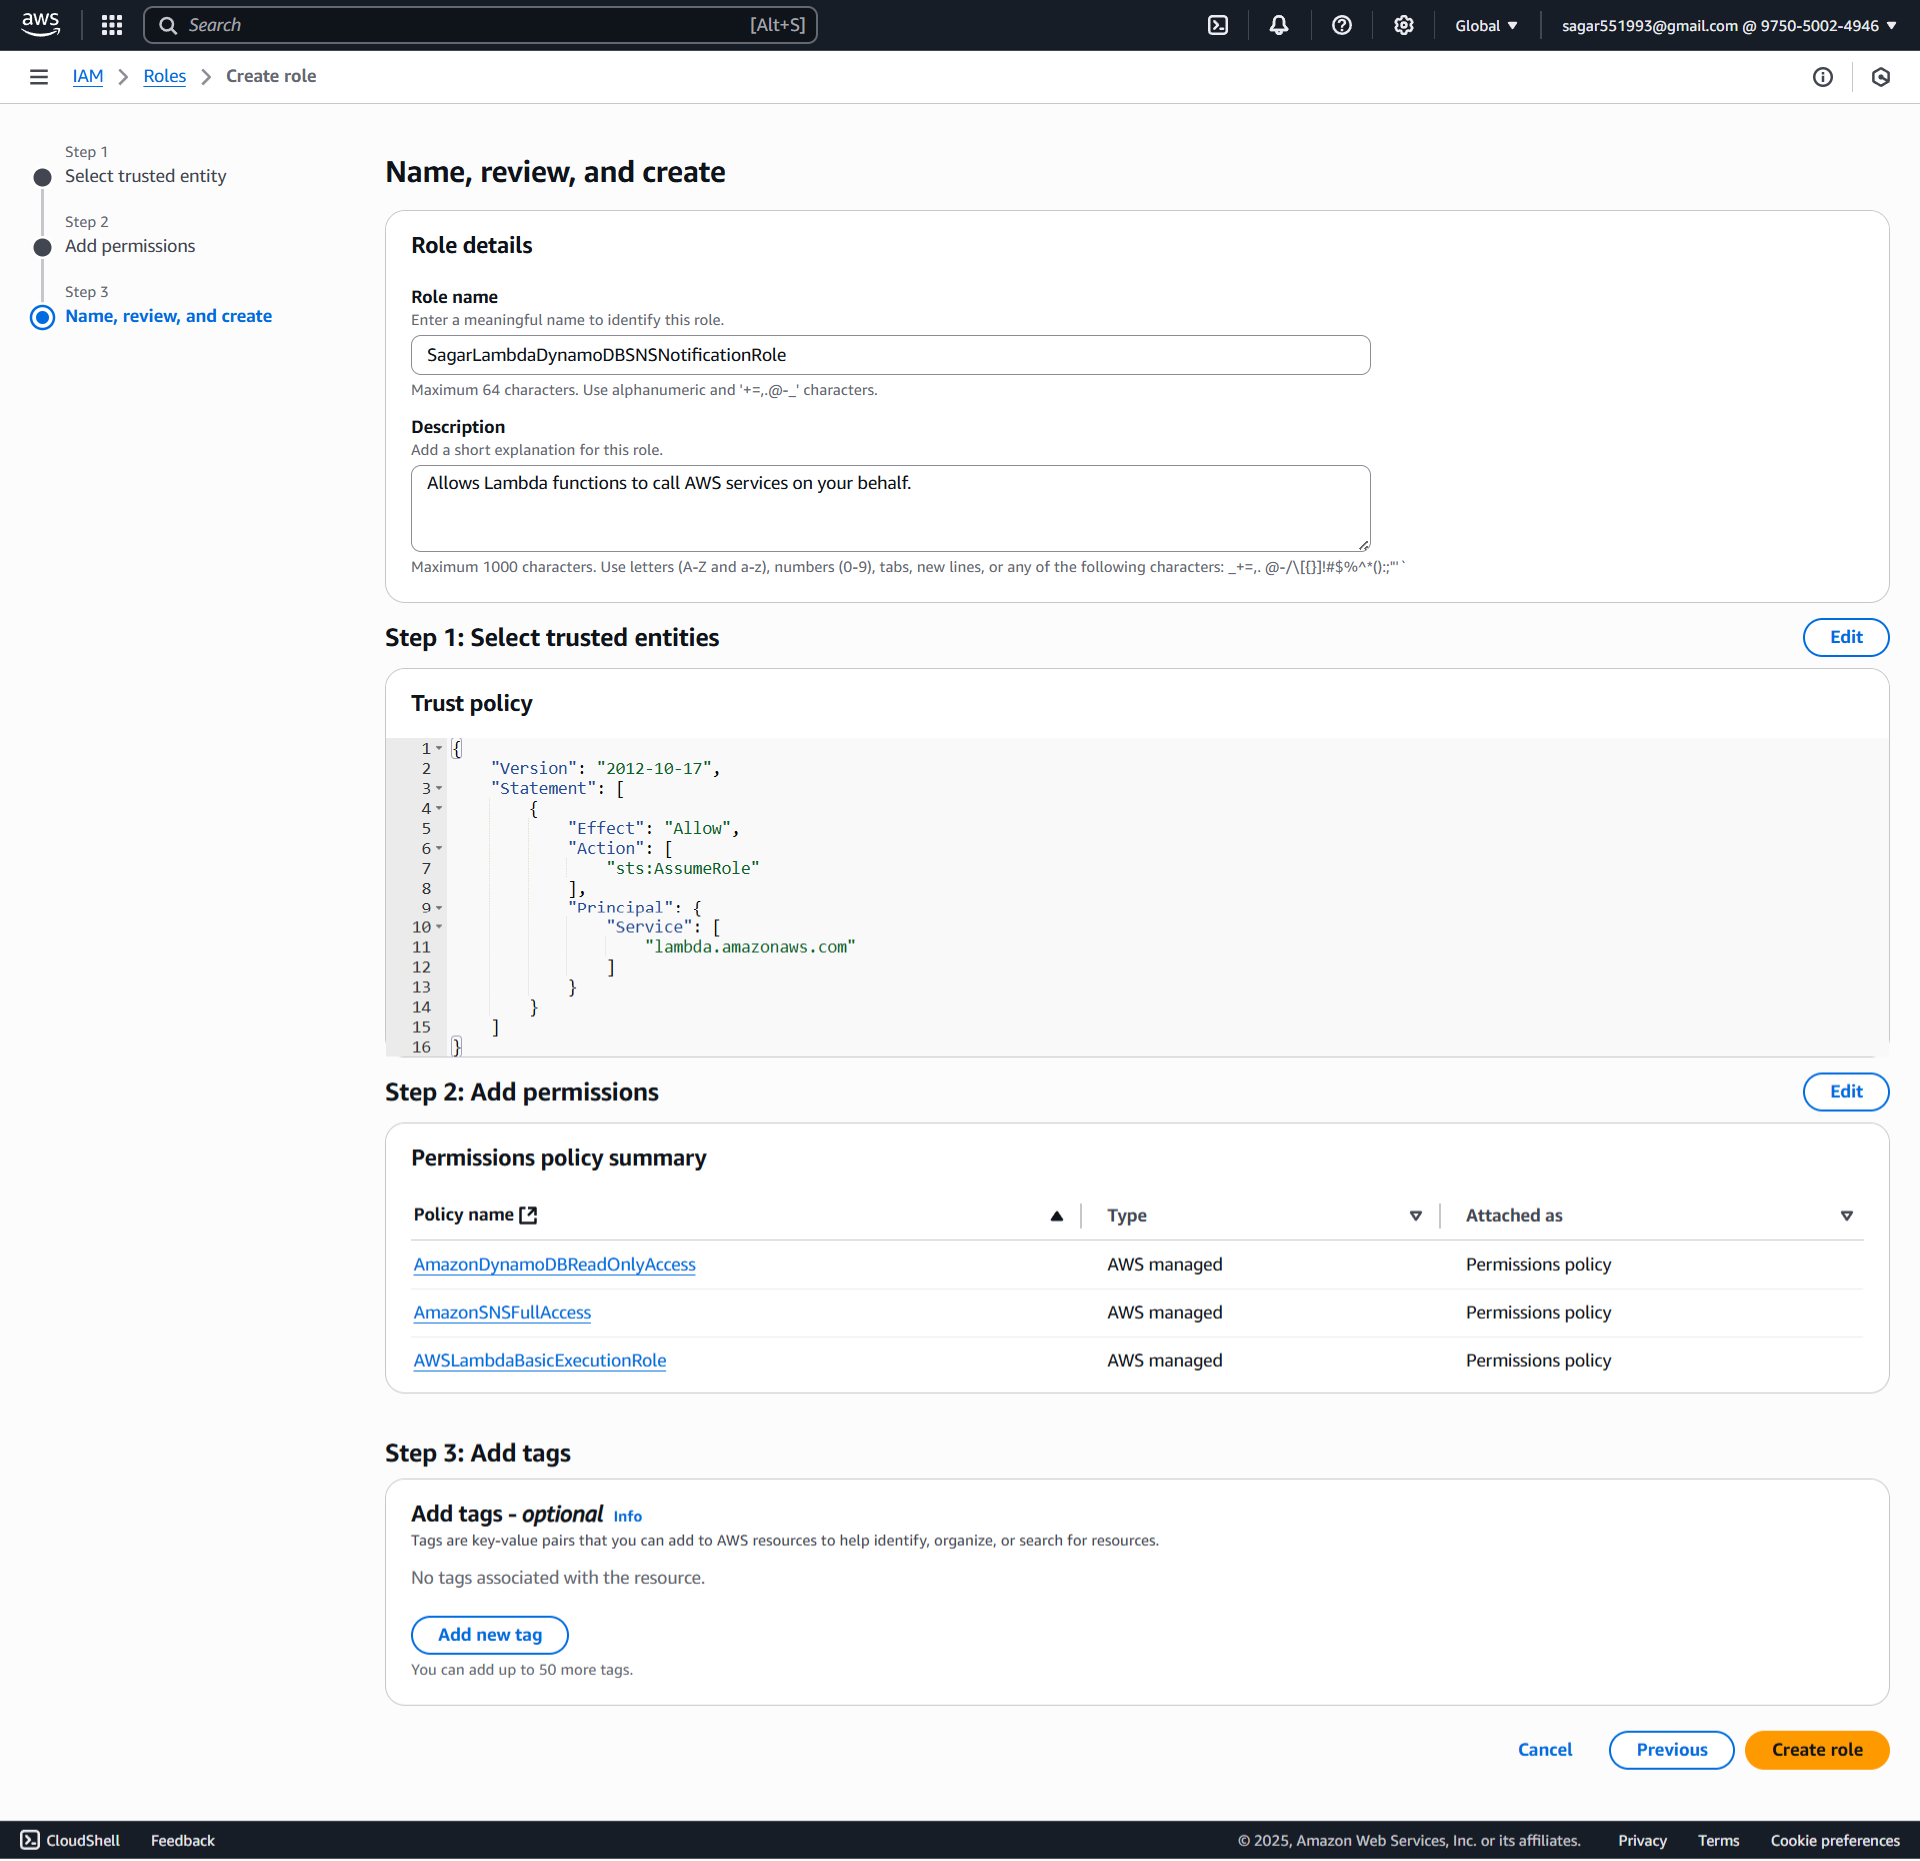 aws
Search [Alt+S]
Global ▼
sagar551993@gmail.com @ 9750-5002-4946 ▼
IAM > Roles > Create role
Step 1
Select trusted entity
Step 2
Add permissions
Step 3
Name, review, and create
Name, review, and create
Role details
Role name
Enter a meaningful name to identify this role.
SagarLambdaDynamoDBSNSNotificationRole
Maximum 64 characters. Use alphanumeric and '+=,.@-_' characters.
Description
Add a short explanation for this role.
Allows Lambda functions to call AWS services on your behalf.
Maximum 1000 characters. Use letters (A-Z and a-z), numbers (0-9), tabs, new lines, or any of the following characters: _+=,. @-/\[{}]!#$%^*();:"'`
Step 1: Select trusted entities
Edit
Trust policy
1 {
2 "Version": "2012-10-17",
3 "Statement": [
4 {
5 "Effect": "Allow",
6 "Action": [
7 "sts:AssumeRole"
8 ],
9 "Principal": {
10 "Service": [
11 "lambda.amazonaws.com"
12 ]
13 }
14 }
15 ]
16 }
Step 2: Add permissions
Edit
Permissions policy summary
Policy name Type Attached as
AmazonDynamoDBReadOnlyAccess AWS managed Permissions policy
AmazonSNSFullAccess AWS managed Permissions policy
AWSLambdaBasicExecutionRole AWS managed Permissions policy
Step 3: Add tags
Add tags - optional Info
Tags are key-value pairs that you can add to AWS resources to help identify, organize, or search for resources.
No tags associated with the resource.
Add new tag
You can add up to 50 more tags.
Cancel Previous Create role
CloudShell Feedback © 2025, Amazon Web Services, Inc. or its affiliates. Privacy Terms Cookie preferences